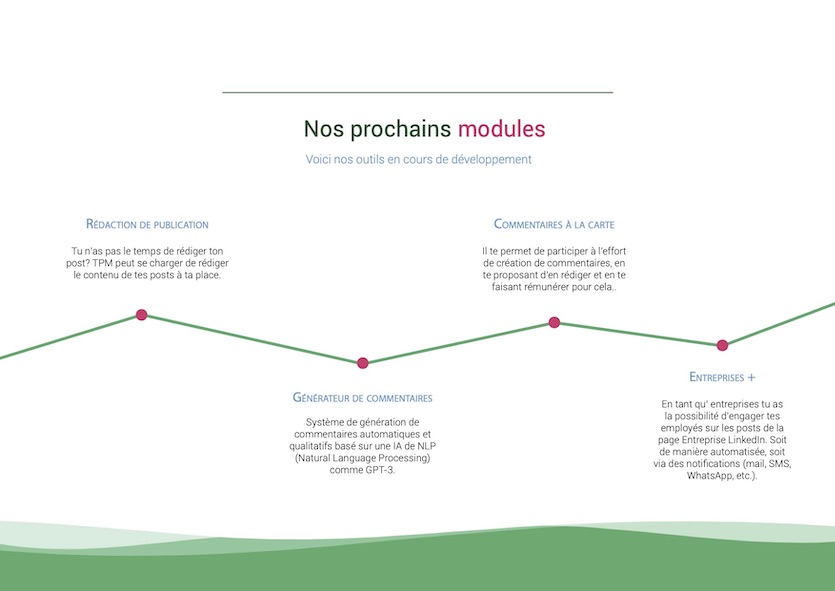 Nos prochains modules
Voici nos outils en cours de développement
Rédaction de publication
Tu n'as pas le temps de rédiger ton
post? TPM peut se charger de rédiger
le contenu de tes posts à ta place.
Générateur de commentaires
Système de génération de
commentaires automatiques et
qualitatifs basé sur une IA de NLP
(Natural Language Processing)
comme GPT-3.
Commentaires à la carte
Il te permet de participer à l'effort
de création de commentaires, en
te proposant d'en rédiger et en te
faisant rémunérer pour cela..
Entreprises +
En tant qu' entreprises tu as
la possibilité d'engager tes
employés sur les posts de la
page Entreprise LinkedIn. Soit
de manière automatisée, soit
via des notifications (mail, SMS,
WhatsApp, etc.).